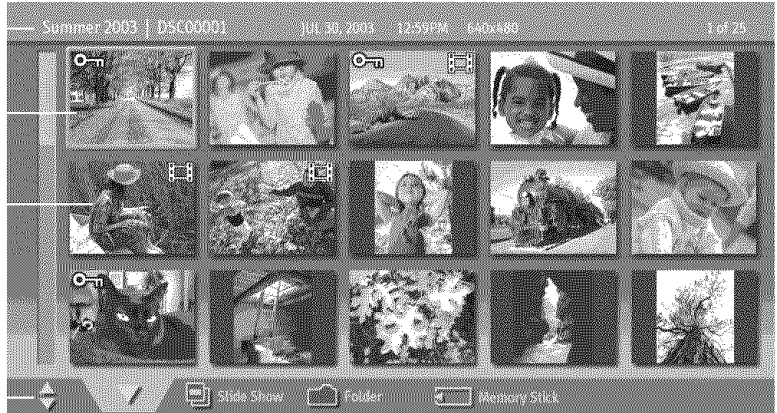 Summer 2003 | DSC00001 JUL 30, 2003 12:59PM 640x480 1 of 25
Slide Show Folder Memory Stick